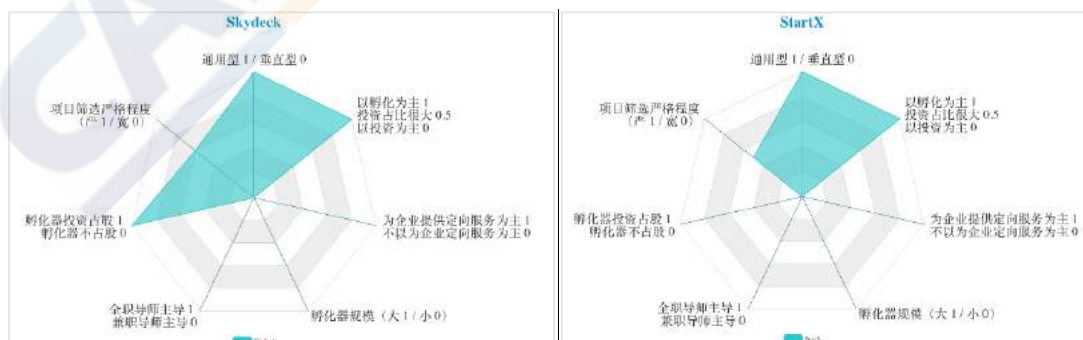 Skydeck
通用型 1 / 垂直型 0
以孵化为主 1
投资占比很大 0.5
以投资为主 0
项目筛选严格程度
（严 1 / 宽 0）
孵化器投资占股 1
孵化器不占股 0
为企业提供定向服务为主 1
不以为企业定向服务为主 0
全职导师主导 1
兼职导师主导 0
孵化器规模（大 1 / 小 0）
StartX
通用型 1 / 垂直型 0
以孵化为主 1
投资占比很大 0.5
以投资为主 0
项目筛选严格程度
（严 1 / 宽 0）
孵化器投资占股 1
孵化器不占股 0
为企业提供定向服务为主 1
不以为企业定向服务为主 0
全职导师主导 1
兼职导师主导 0
孵化器规模（大 1 / 小 0）